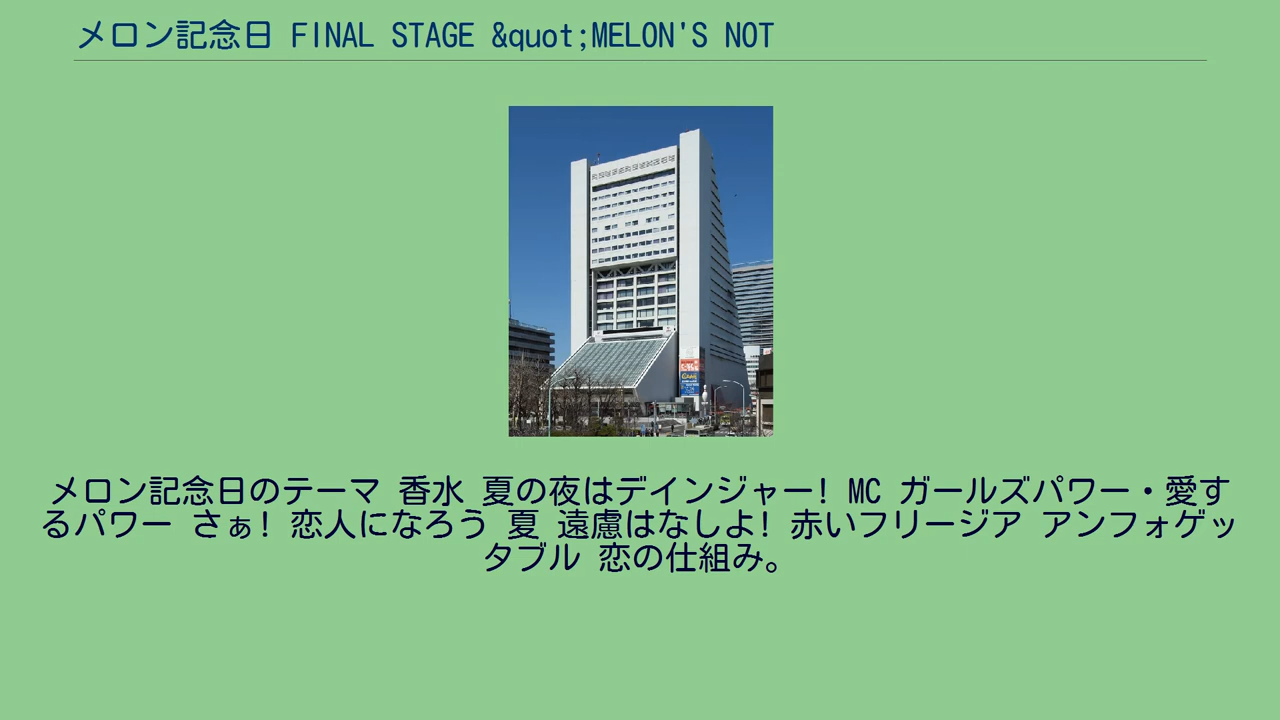 メロン記念日 FINAL STAGE &quot;MELON'S NOT
メロン記念日のテーマ 香水 夏の夜はデインジャー! MC ガールズパワー・愛す
るパワー さぁ! 恋人になろう 夏 遠慮はなしよ! 赤いフリージア アンフォゲッ
タブル 恋の仕組み。